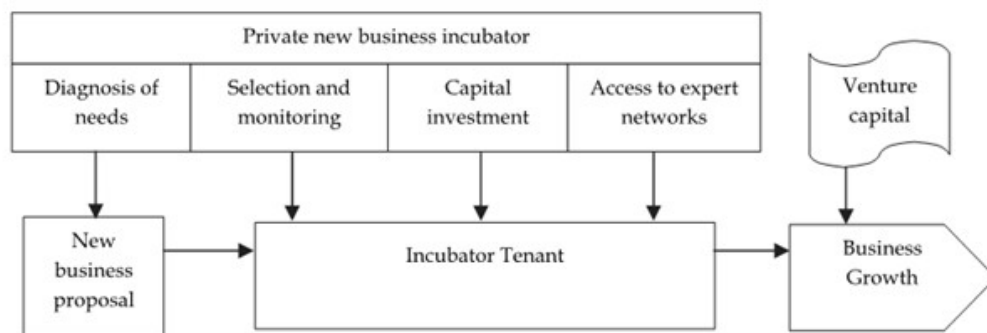 Private new business incubator
Diagnosis of
needs
Selection and
monitoring
Capital
investment
Access to expert
networks
Venture
capital
New
business
proposal
Incubator Tenant
Business
Growth